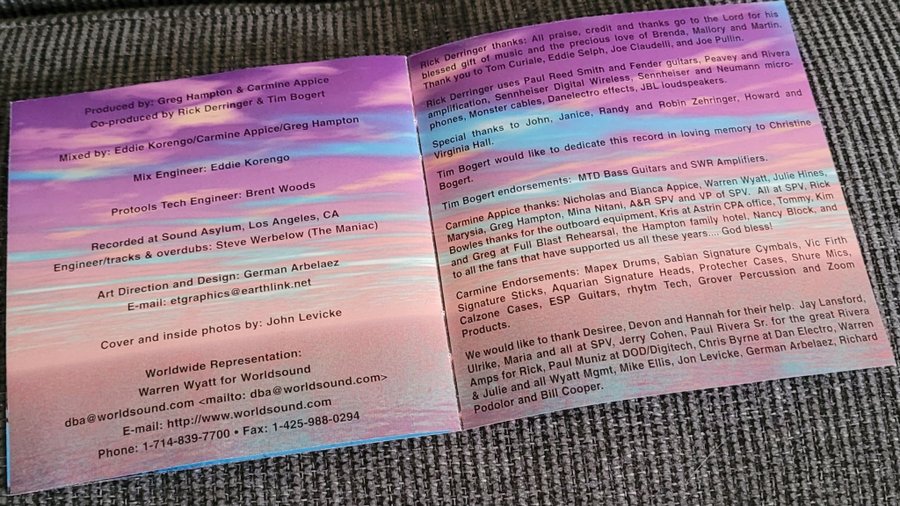 Produced by: Greg Hampton & Carmine Appice
Co-produced by Rick Derringer & Tim Bogert
Mixed by: Eddie Korengo/Carmine Appice/Greg Hampton
Mix Engineer: Eddie Korengo
Protools Tech Engineer: Brent Woods
Recorded at Sound Asylum, Los Angeles, CA
Engineer/tracks & overdubs: Steve Werbelow (The Maniac)
Art Direction and Design: German Arbelaez
E-mail: etgraphics@earthlink.net
Cover and inside photos by: John Levicke
Worldwide Representation:
Warren Wyatt for Worldsound
dba@worldsound.com <mailto: dba@worldsound.com>
E-mail: http://www.worldsound.com
Phone: 1-714-839-7700 • Fax: 1-425-988-0294
Rick Derringer thanks: All praise, credit and thanks go to the Lord for his
blessed gift of music and the precious love of Brenda, Mallory and Martin.
Thank you to Tom Curiale, Eddie Selph, Joe Claudelli, and Joe Pullin.
Rick Derringer uses Paul Reed Smith and Fender guitars, Peavey and Rivera
amplification, Sennheiser Digital Wireless, Sennheiser and Neumann micro-
phones, Monster cables, Danelectro effects, JBL loudspeakers.
Special thanks to John, Janice, Randy and Robin Zehringer, Howard and
Virginia Hall.
Tim Bogert would like to dedicate this record in loving memory to Christine
Bogert.
Tim Bogert endorsements: MTD Bass Guitars and SWR Amplifiers.
Carmine Appice thanks: Nicholas and Bianca Appice, Warren Wyatt, Julie Hines,
Marysia, Greg Hampton, Mina Nitani, A&R SPV and VP of SPV. All at SPV, Rick
Bowles thanks for the outboard equipment, Kris at Astrin CPA office, Tommy, Kim
and Greg at Full Blast Rehearsal, the Hampton family hotel, Nancy Block, and
to all the fans that have supported us all these years.... God bless!
Carmine Endorsements: Mapex Drums, Sabian Signature Cymbals, Vic Firth
Signature Sticks, Aquarian Signature Heads, Protecher Cases, Shure Mics,
Calzone Cases, ESP Guitars, rhytm Tech, Grover Percussion and Zoom
Products.
We would like to thank Desiree, Devon and Hannah for their help. Jay Lansford,
Ulrike, Maria and all at SPV, Jerry Cohen, Paul Rivera Sr. for the great Rivera
Amps for Rick, Paul Muniz at DOD/Digitech, Chris Byrne at Dan Electro, Warren
& Julie and all Wyatt Mgmt, Mike Ellis, Jon Levicke, German Arbelaez, Richard
Podolor and Bill Cooper.